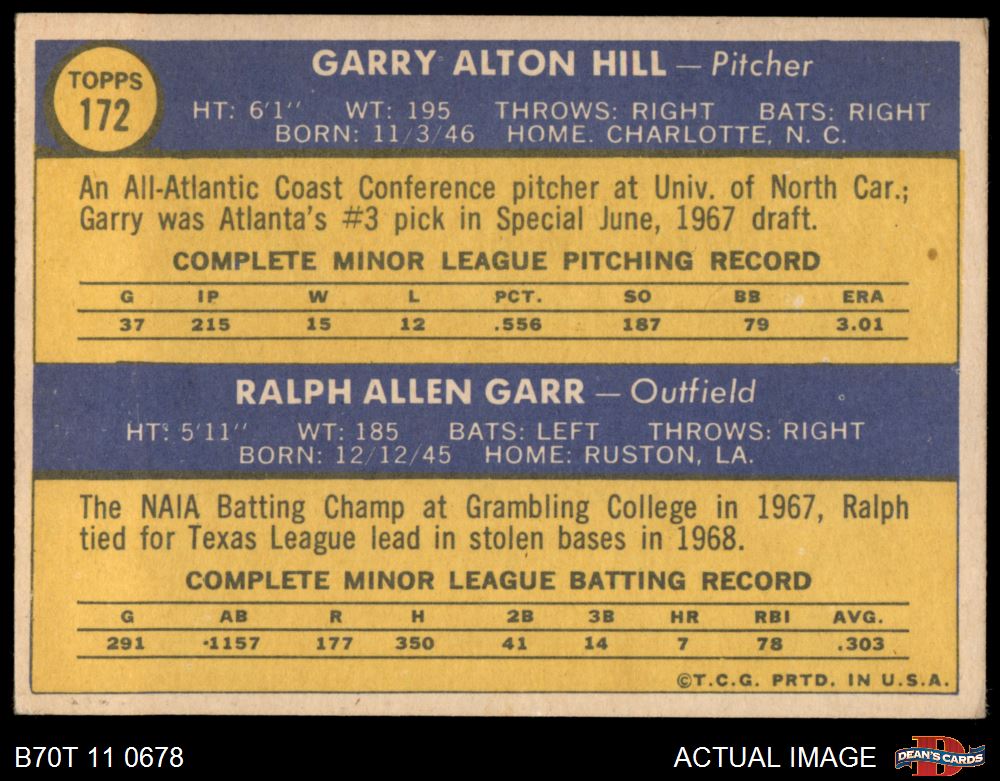 TOPPS
172
GARRY ALTON HILL — Pitcher
HT: 6'1" WT: 195 THROWS: RIGHT BATS: RIGHT
BORN: 11/3/46 HOME. CHARLOTTE, N. C.
An All-Atlantic Coast Conference pitcher at Univ. of North Car.;
Garry was Atlanta's #3 pick in Special June, 1967 draft.
COMPLETE MINOR LEAGUE PITCHING RECORD
G IP W L PCT. SO BB ERA
37 215 15 12 .556 187 79 3.01
RALPH ALLEN GARR — Outfield
HT: 5'11" WT: 185 BATS: LEFT THROWS: RIGHT
BORN: 12/12/45 HOME: RUSTON, LA.
The NAIA Batting Champ at Grambling College in 1967, Ralph
tied for Texas League lead in stolen bases in 1968.
COMPLETE MINOR LEAGUE BATTING RECORD
G AB R H 2B 3B HR RBI AVG.
291 1157 177 350 41 14 7 78 .303
©T.C.G. PRTD. IN U.S.A.
B70T 11 0678
ACTUAL IMAGE
DEAN'S CARDS